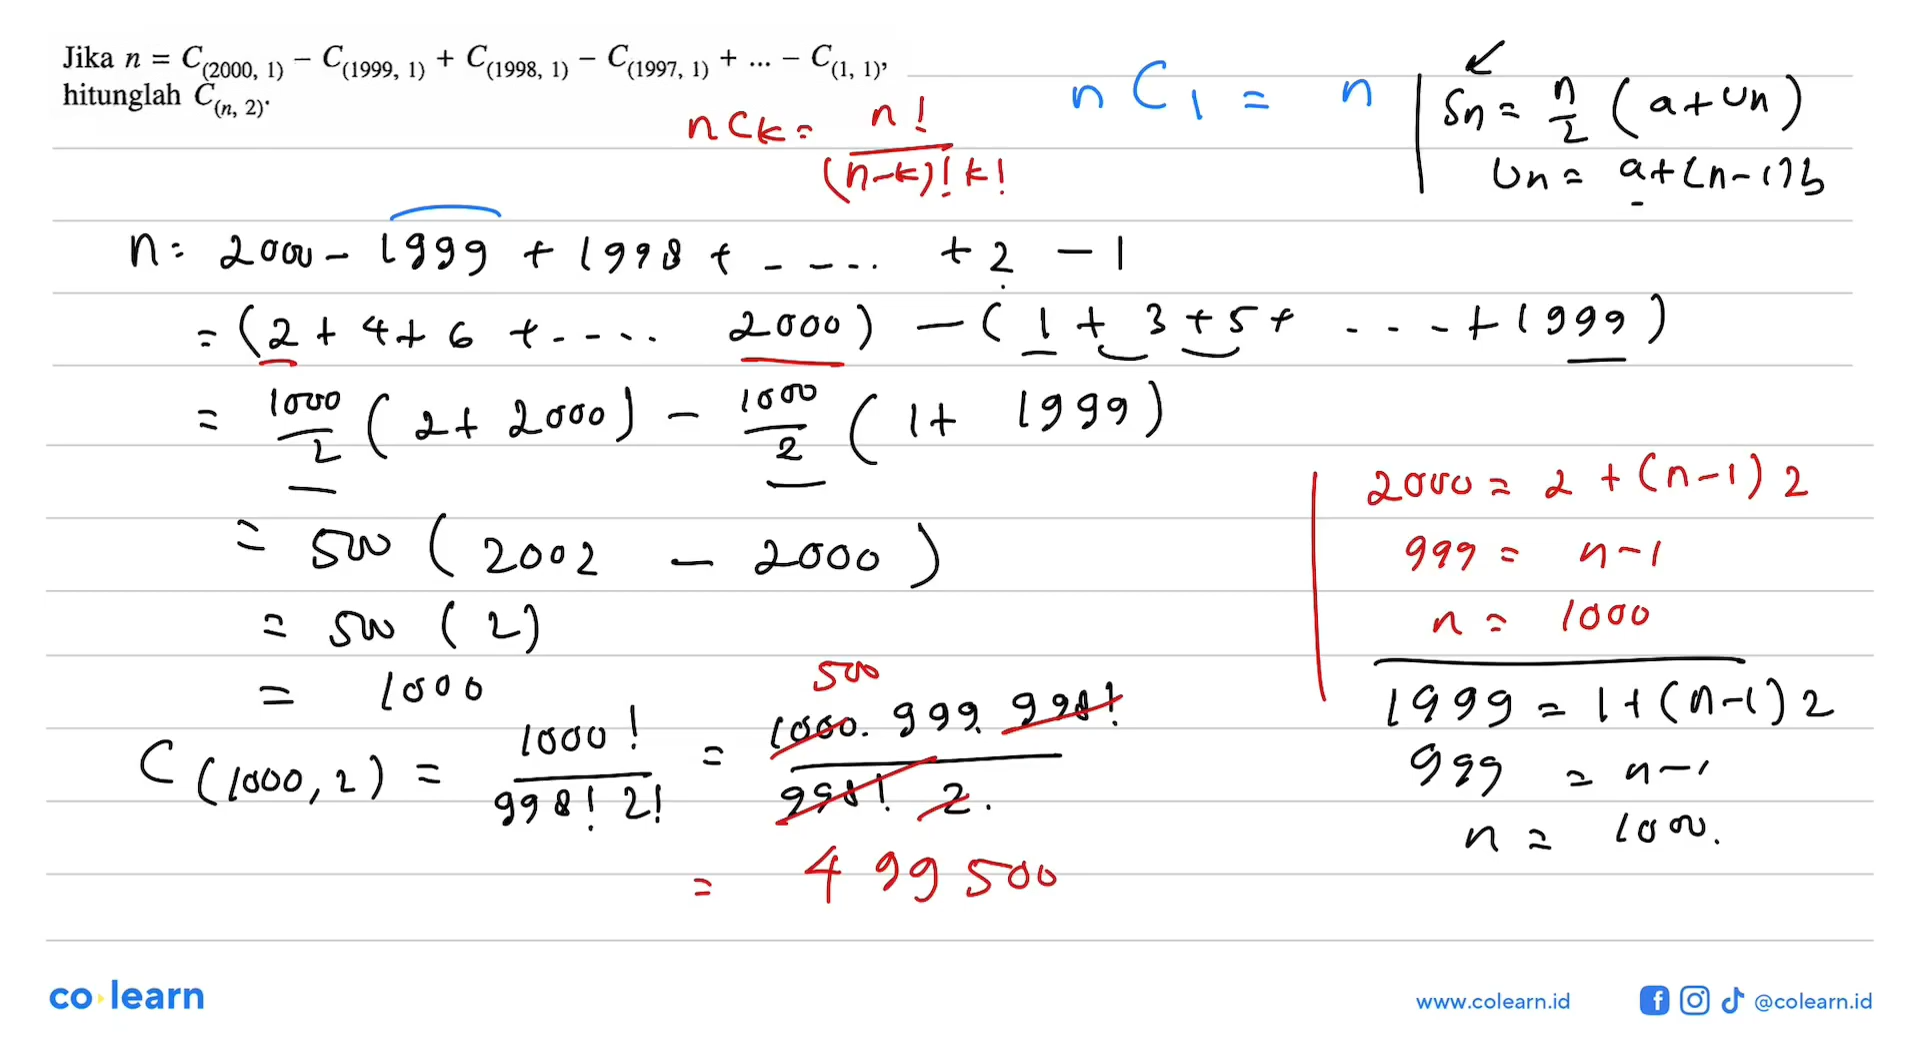 Jika n = C(2000, 1) − C(1999, 1) + C(1998, 1) − C(1997, 1) + ... − C(1, 1),
hitunglah C(n, 2).
nCk = n! / (n-k)! k!
nC1 = n
Sn = n/2 (a+Un)
Un = a+(n-1)b
n = 2000 - 1999 + 1998 + - - - .. + 2 - 1
= (2 + 4 + 6 + - - - .. 2000) - (1 + 3 + 5 + - - - + 1999)
= 1000/2 (2 + 2000) - 1000/2 (1 + 1999)
= 500 (2002 - 2000)
= 500 (2)
= 1000
C(1000, 2) = 1000! / 998! 2! = 1000. 999. 998! / 998! 2.
500
= 499500
2000 = 2 + (n-1) 2
999 = n-1
n = 1000
1999 = 1 + (n-1) 2
999 = n-1
n = 1000.
co learn
www.colearn.id
@colearn.id